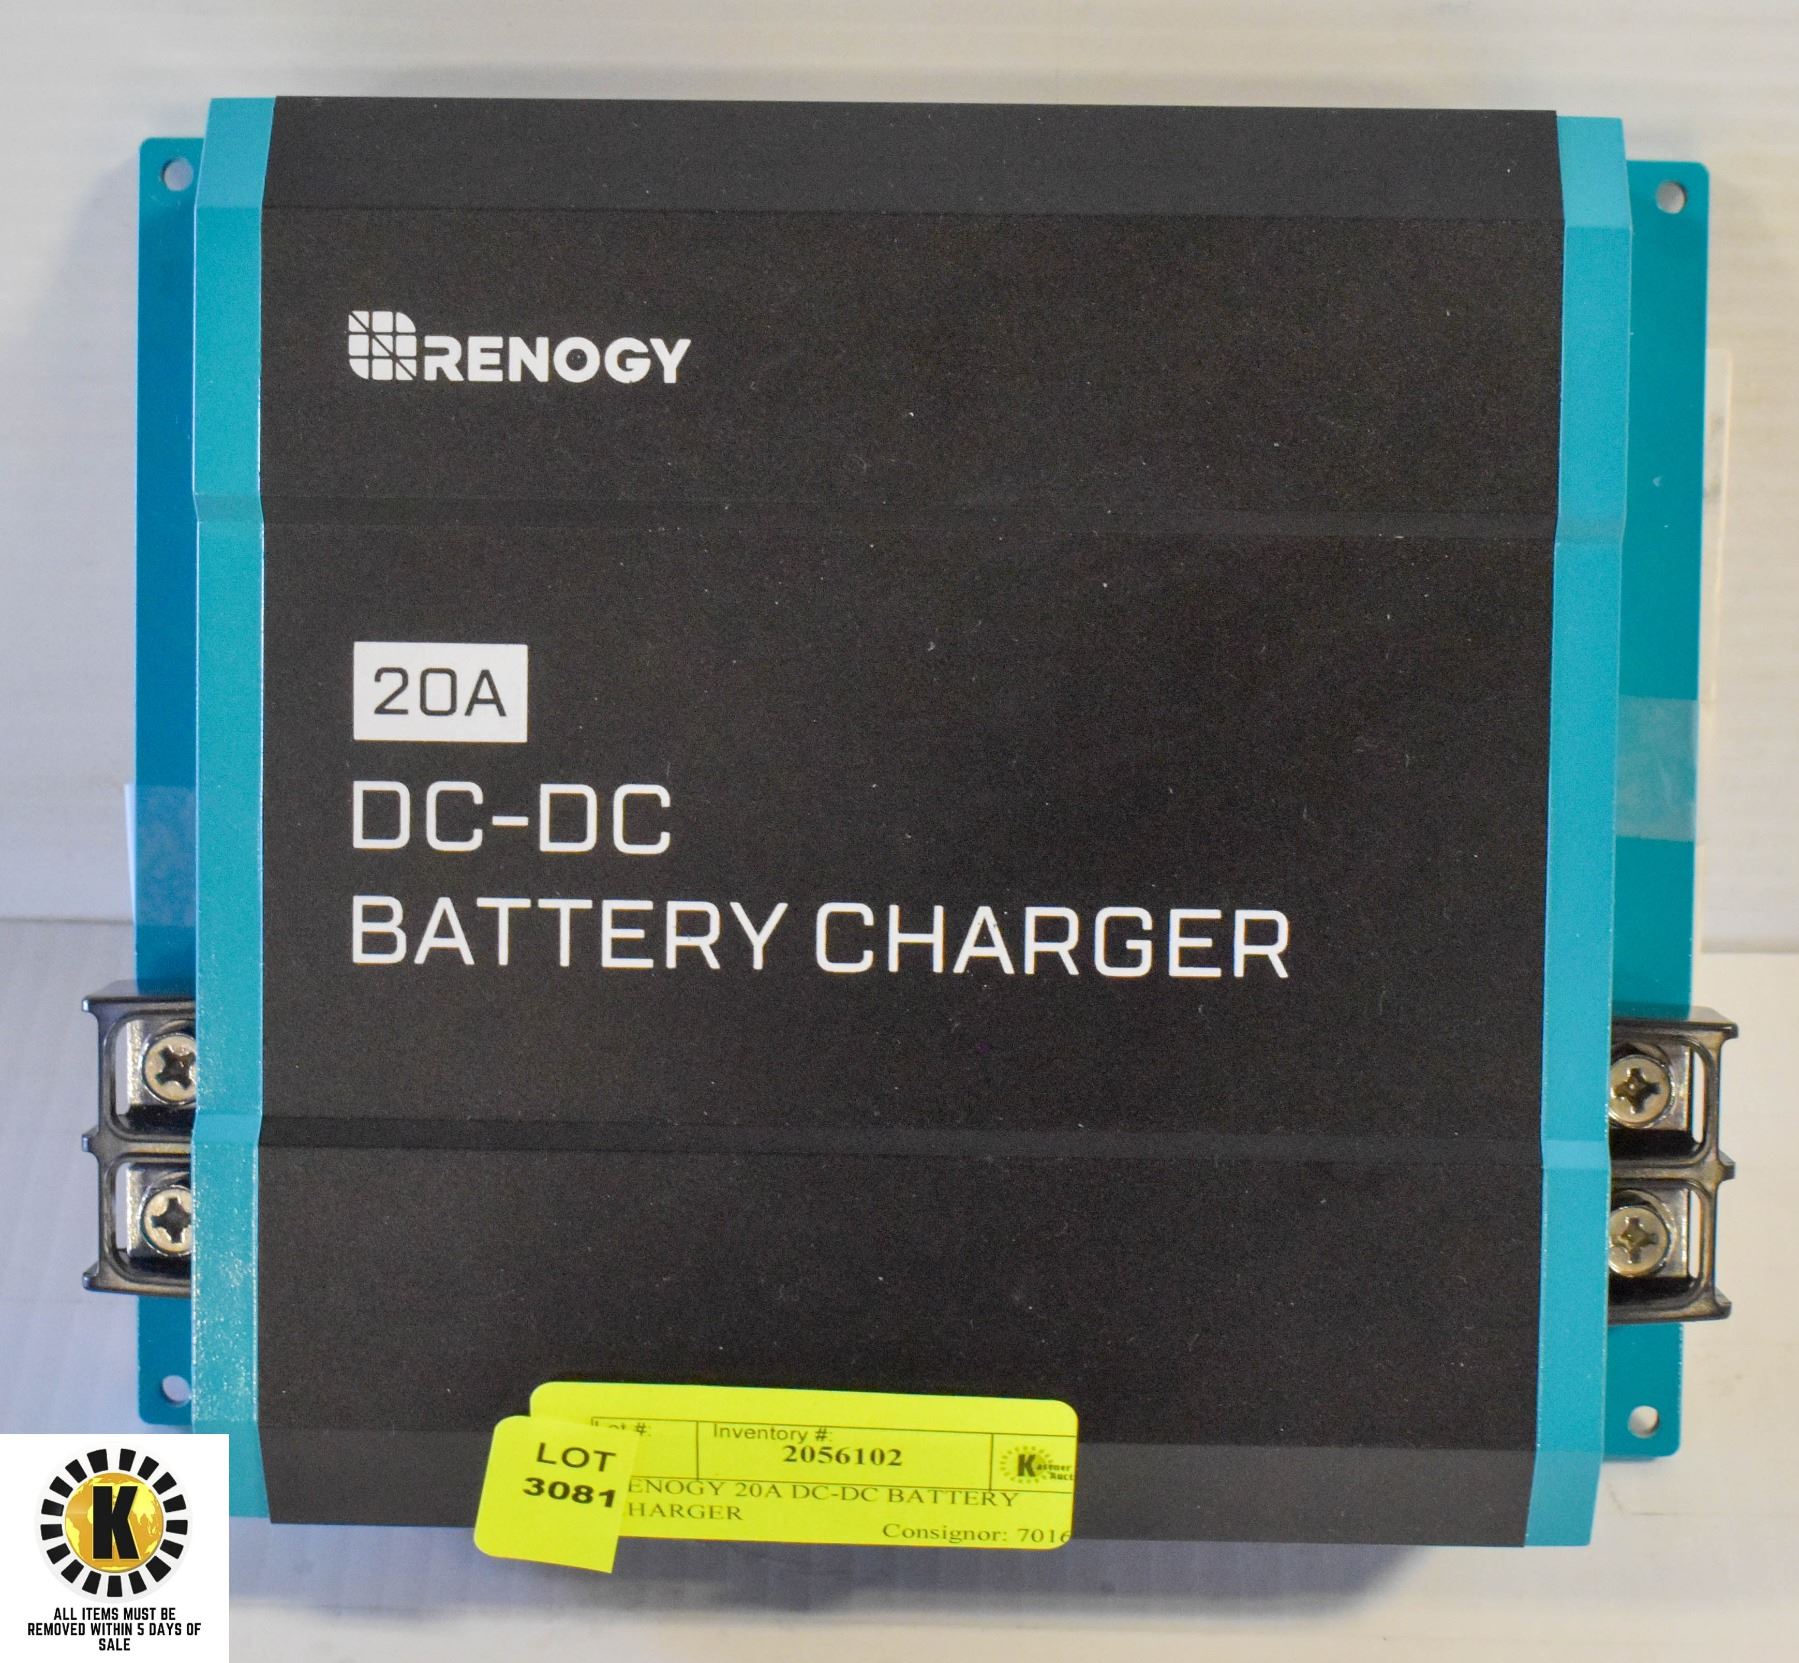 RENOGY
20A
DC-DC
BATTERY CHARGER
Inventory #:
2056102
LOT
3081
ENOGY 20A DC-DC BATTERY
HARGER
Consignor: 7016
K
K
ALL ITEMS MUST BE
REMOVED WITHIN 5 DAYS OF
SALE